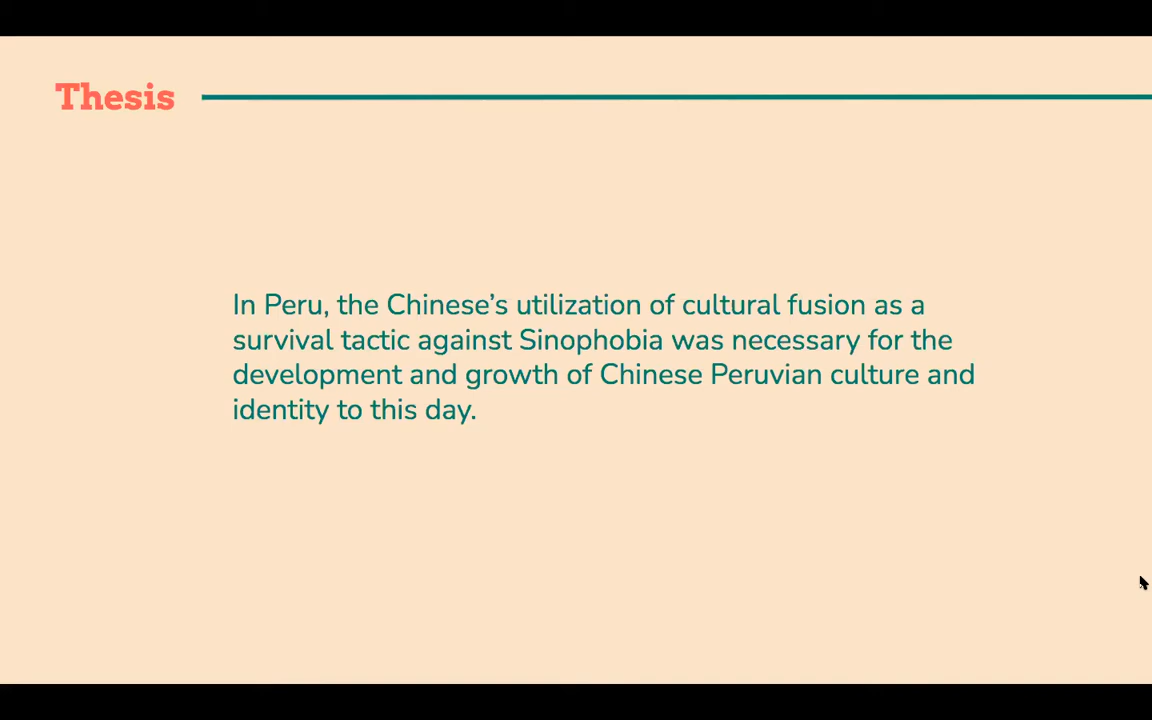 Thesis
In Peru, the Chinese’s utilization of cultural fusion as a
survival tactic against Sinophobia was necessary for the
development and growth of Chinese Peruvian culture and
identity to this day.